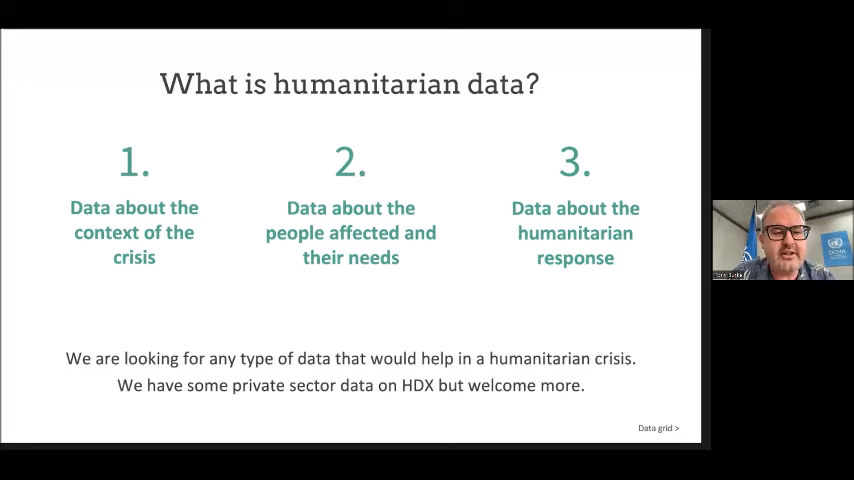 What is humanitarian data?
1.
Data about the
context of the
crisis
2.
Data about the
people affected and
their needs
3.
Data about the
humanitarian
response
We are looking for any type of data that would help in a humanitarian crisis.
We have some private sector data on HDX but welcome more.
Data grid >
OCHA